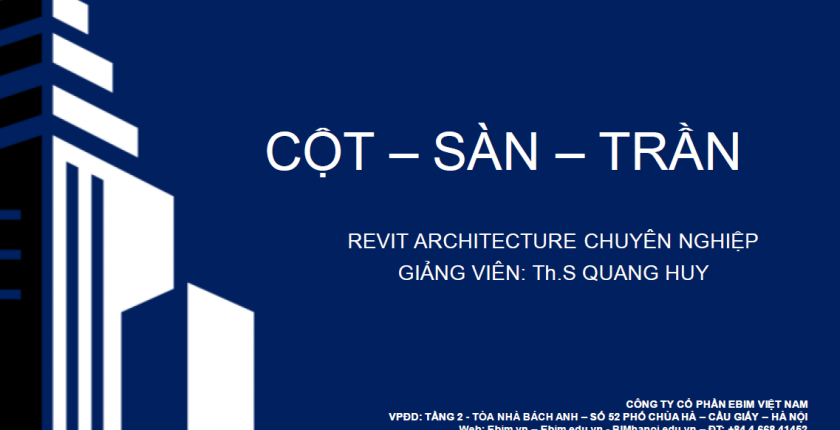 CỘT – SÀN – TRẦN
REVIT ARCHITECTURE CHUYÊN NGHIỆP
GIẢNG VIÊN: Th.S QUANG HUY
CÔNG TY CỔ PHẦN EBIM VIỆT NAM
VPĐD: TẦNG 2 - TÒA NHÀ BÁCH ANH – SỐ 52 PHỐ CHÙA HÀ – CẦU GIẤY – HÀ NỘI
Web: Ebim.vn – Ebim.edu.vn - BIMhanoi.edu.vn – ĐT: +84 4 668 41452